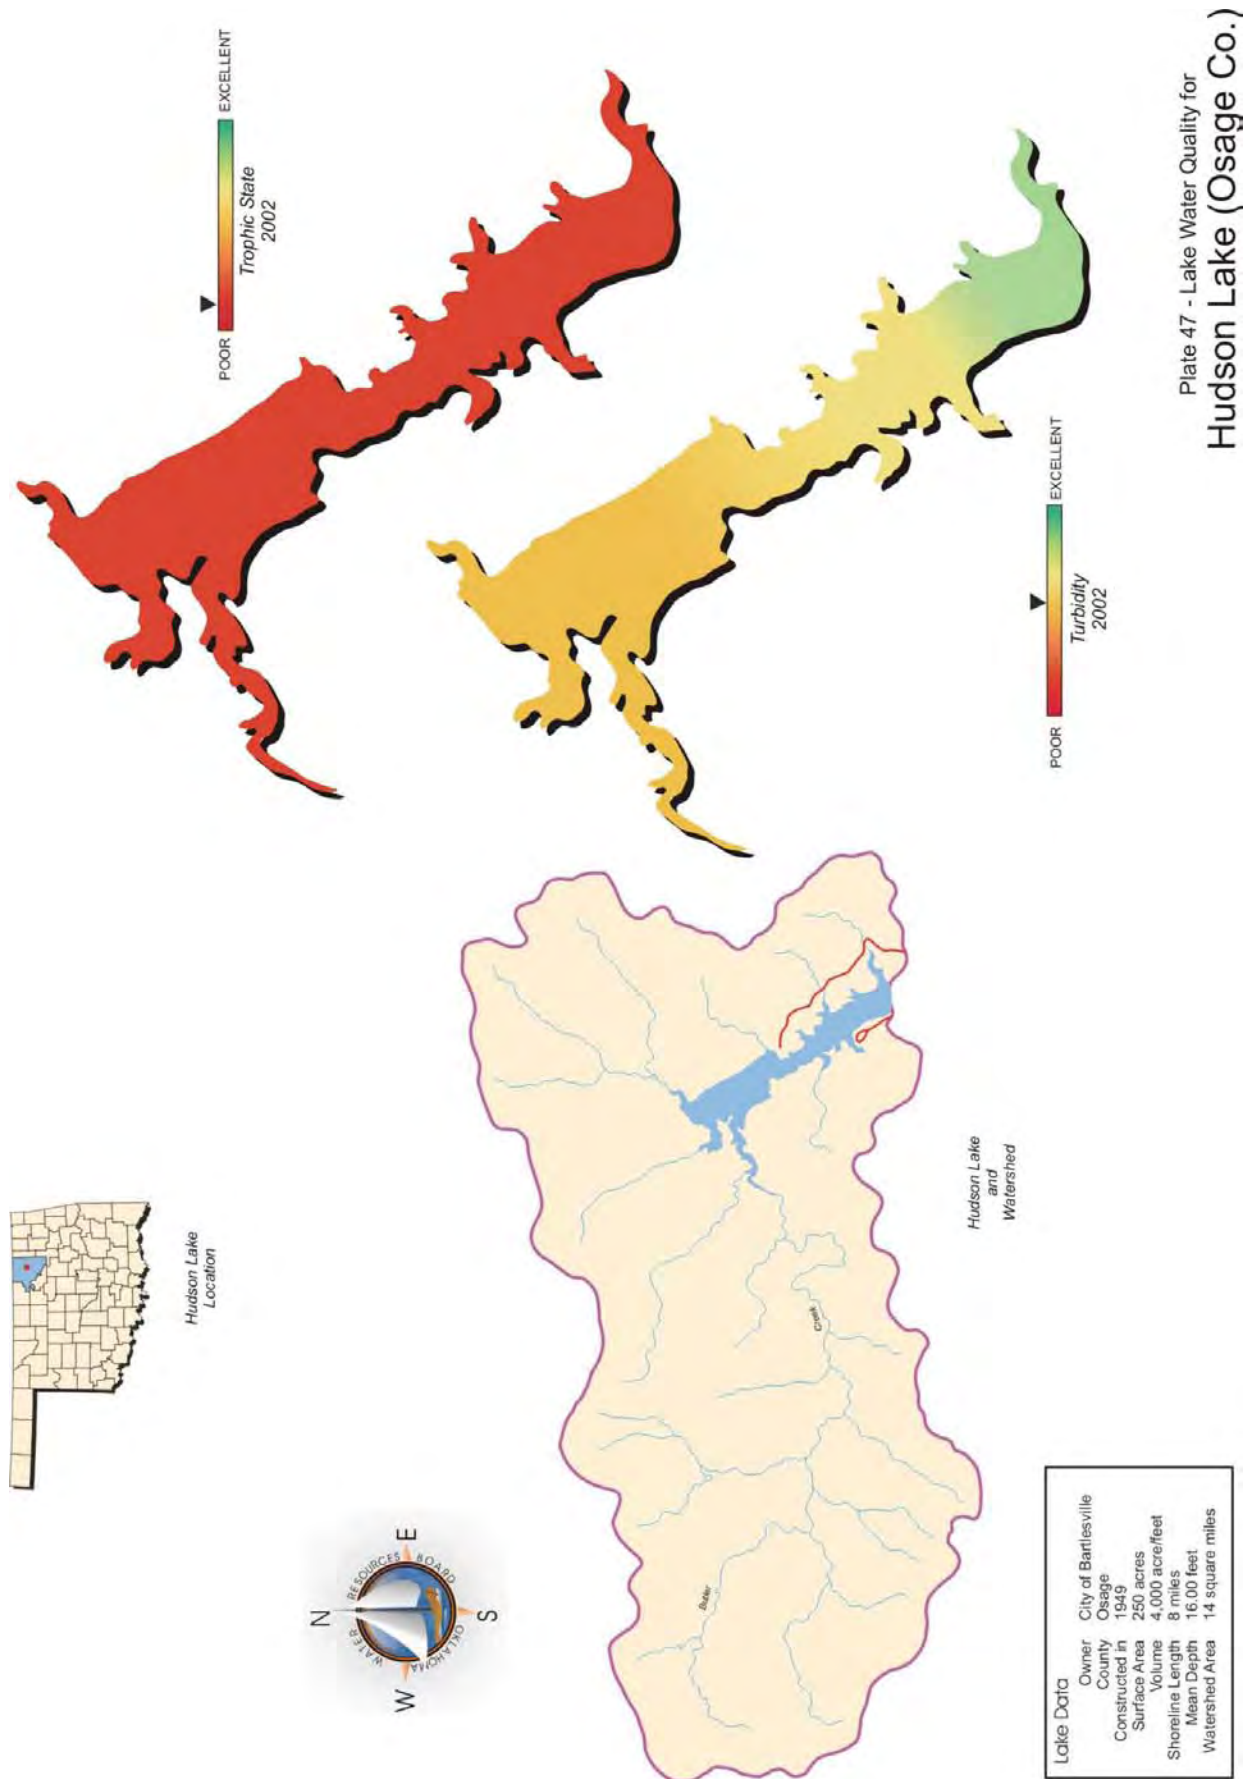 Plate 47 - Lake Water Quality for
Hudson Lake (Osage Co.)
POOR
EXCELLENT
Trophic State
2002
POOR
EXCELLENT
Turbidity
2002
Hudson Lake
Location
N
W
E
S
WATER RESOURCES BOARD
OKLAHOMA
Butler
Creek
Hudson Lake
and
Watershed
Lake Data
Owner City of Bartlesville
County Osage
Constructed in 1949
Surface Area 250 acres
Volume 4,000 acre/feet
Shoreline Length 8 miles
Mean Depth 16.00 feet
Watershed Area 14 square miles